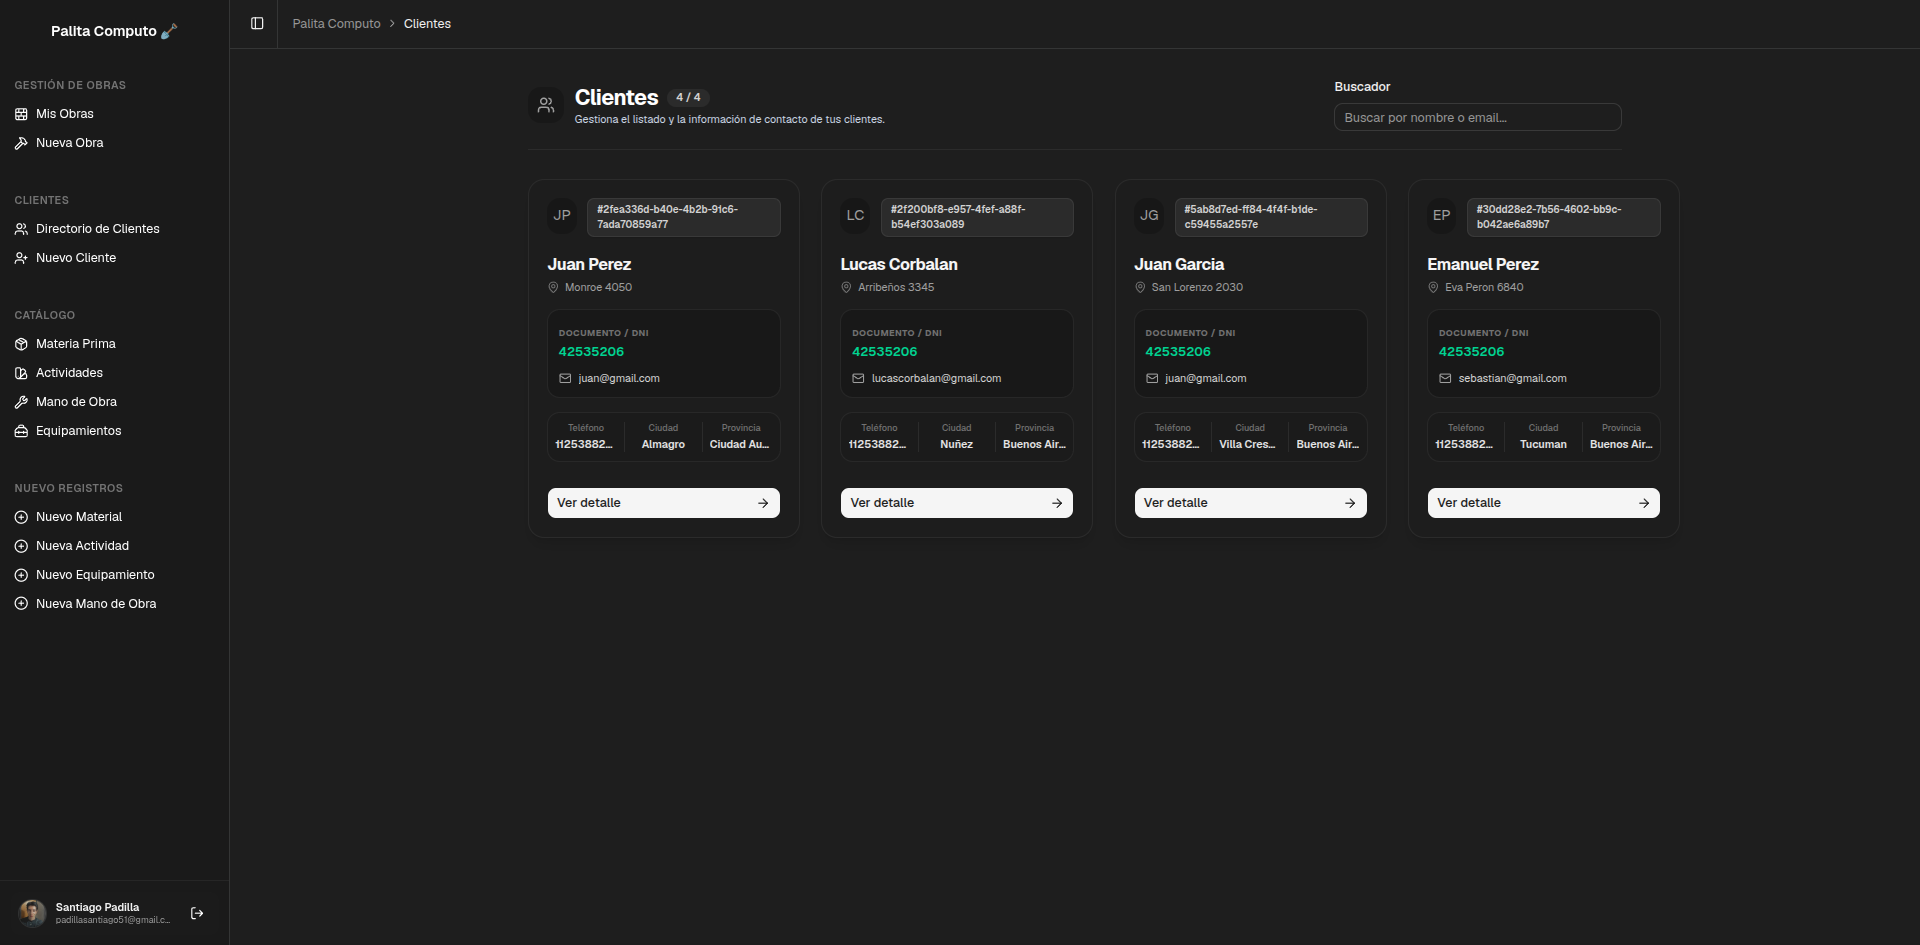 Palita Computo
GESTIÓN DE OBRAS
Mis Obras
Nueva Obra
CLIENTES
Directorio de Clientes
Nuevo Cliente
CATÁLOGO
Materia Prima
Actividades
Mano de Obra
Equipamientos
NUEVO REGISTROS
Nuevo Material
Nueva Actividad
Nuevo Equipamiento
Nueva Mano de Obra
Santiago Padilla
padillasantiago51@gmail.c...
Palita Computo > Clientes
Clientes 4 / 4
Gestiona el listado y la información de contacto de tus clientes.
Buscador
Buscar por nombre o email...
JP
#2fea336d-b40e-4b2b-91c6-
7ada70859a77
Juan Perez
Monroe 4050
DOCUMENTO / DNI
42535206
juan@gmail.com
Teléfono Ciudad Provincia
11253882... Almagro Ciudad Au...
Ver detalle
LC
#2f200bf8-e957-4fef-a88f-
b54ef303a089
Lucas Corbalan
Arribeños 3345
DOCUMENTO / DNI
42535206
lucascorbalan@gmail.com
Teléfono Ciudad Provincia
11253882... Nuñez Buenos Air...
Ver detalle
JG
#5ab8d7ed-ff84-4f4f-b1de-
c59455a2557e
Juan Garcia
San Lorenzo 2030
DOCUMENTO / DNI
42535206
juan@gmail.com
Teléfono Ciudad Provincia
11253882... Villa Cres... Buenos Air...
Ver detalle
EP
#30dd28e2-7b56-4602-bb9c-
b042ae6a89b7
Emanuel Perez
Eva Peron 6840
DOCUMENTO / DNI
42535206
sebastian@gmail.com
Teléfono Ciudad Provincia
11253882... Tucuman Buenos Air...
Ver detalle